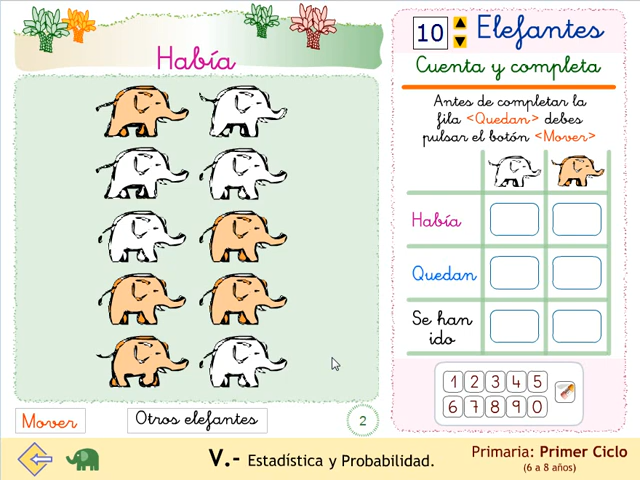 Había
10 Elefantes
Cuenta y completa
Antes de completar la
fila <Quedan> debes
pulsar el botón <Mover>
Había
Quedan
Se han
ido
1 2 3 4 5
6 7 8 9 0
Mover
Otros elefantes
2
V.- Estadística y Probabilidad.
Primaria: Primer Ciclo
(6 a 8 años)